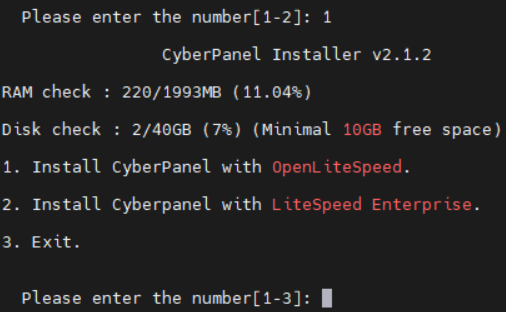 Please enter the number[1-2]: 1
CyberPanel Installer v2.1.2
RAM check : 220/1993MB (11.04%)
Disk check : 2/40GB (7%) (Minimal 10GB free space)
1. Install CyberPanel with OpenLiteSpeed.
2. Install Cyberpanel with LiteSpeed Enterprise.
3. Exit.
Please enter the number[1-3]: